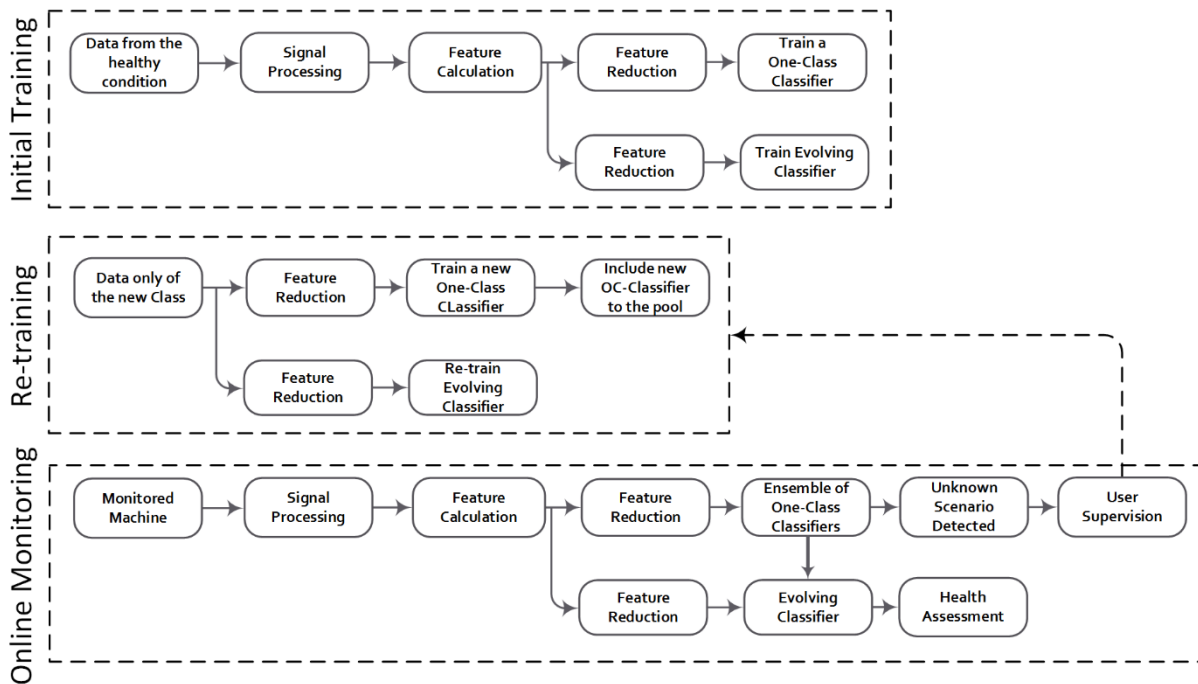 Initial Training
Data from the
healthy
condition
Signal
Processing
Feature
Calculation
Feature
Reduction
Train a
One-Class
Classifier
Feature
Reduction
Train Evolving
Classifier
Re-training
Data only of
the new Class
Feature
Reduction
Train a new
One-Class
CLassifier
Include new
OC-Classifier
to the pool
Feature
Reduction
Re-train
Evolving
Classifier
Online Monitoring
Monitored
Machine
Signal
Processing
Feature
Calculation
Feature
Reduction
Ensemble of
One-Class
Classifiers
Unknown
Scenario
Detected
User
Supervision
Feature
Reduction
Evolving
Classifier
Health
Assessment